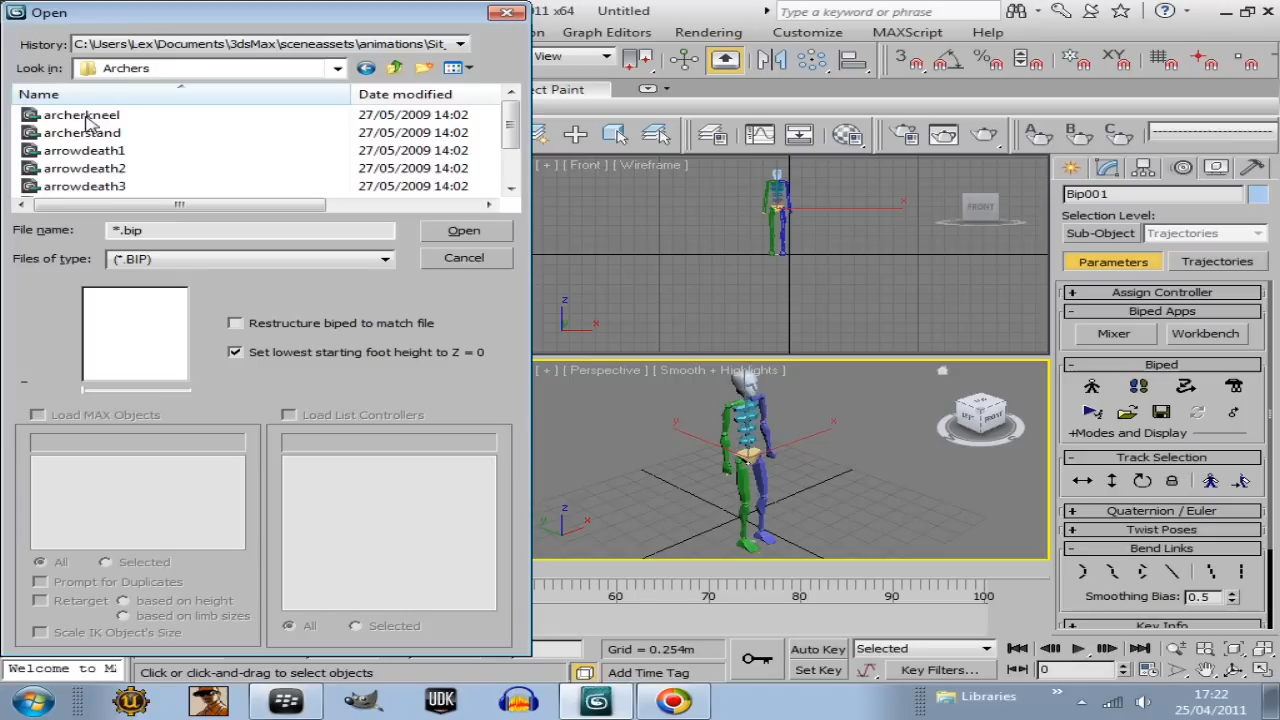 Open
11 x64 Untitled
Type a keyword or phrase
History: C:\Users\Lex\Documents\3dsMax\sceneassets\animations\Sit_
Graph Editors Rendering Customize MAXScript Help
Look in: Archers
View
Name Date modified
ect Paint
archerkneel 27/05/2009 14:02
archerstand 27/05/2009 14:02
arrowdeath1 27/05/2009 14:02
arrowdeath2 27/05/2009 14:02
arrowdeath3 27/05/2009 14:02
File name: *.bip Open
Files of type: (*.BIP) Cancel
Restructure biped to match file
Set lowest starting foot height to Z = 0
Load MAX Objects
Load List Controllers
All Selected
Prompt for Duplicates
Retarget based on height
based on limb sizes
Scale IK Object's Size
All Selected
[ + ] [ Front ] [ Wireframe ]
FRONT
x
z
x
[ + ] [ Perspective ] [ Smooth + Highlights ]
y x
FRONT
z
y x
A B C
Bip001
Selection Level:
Sub-Object Trajectories
Parameters Trajectories
+ Assign Controller
- Biped Apps
Mixer Workbench
- Biped
+Modes and Display
- Track Selection
+ Quaternion / Euler
+ Twist Poses
- Bend Links
Smoothing Bias: 0.5
Key Info
60 70 80 90 100
Welcome to M
Click or click-and-drag to select objects
Grid = 0.254m
Add Time Tag
Auto Key Selected
Set Key Key Filters...
0
UDK
Libraries
17:22
25/04/2011